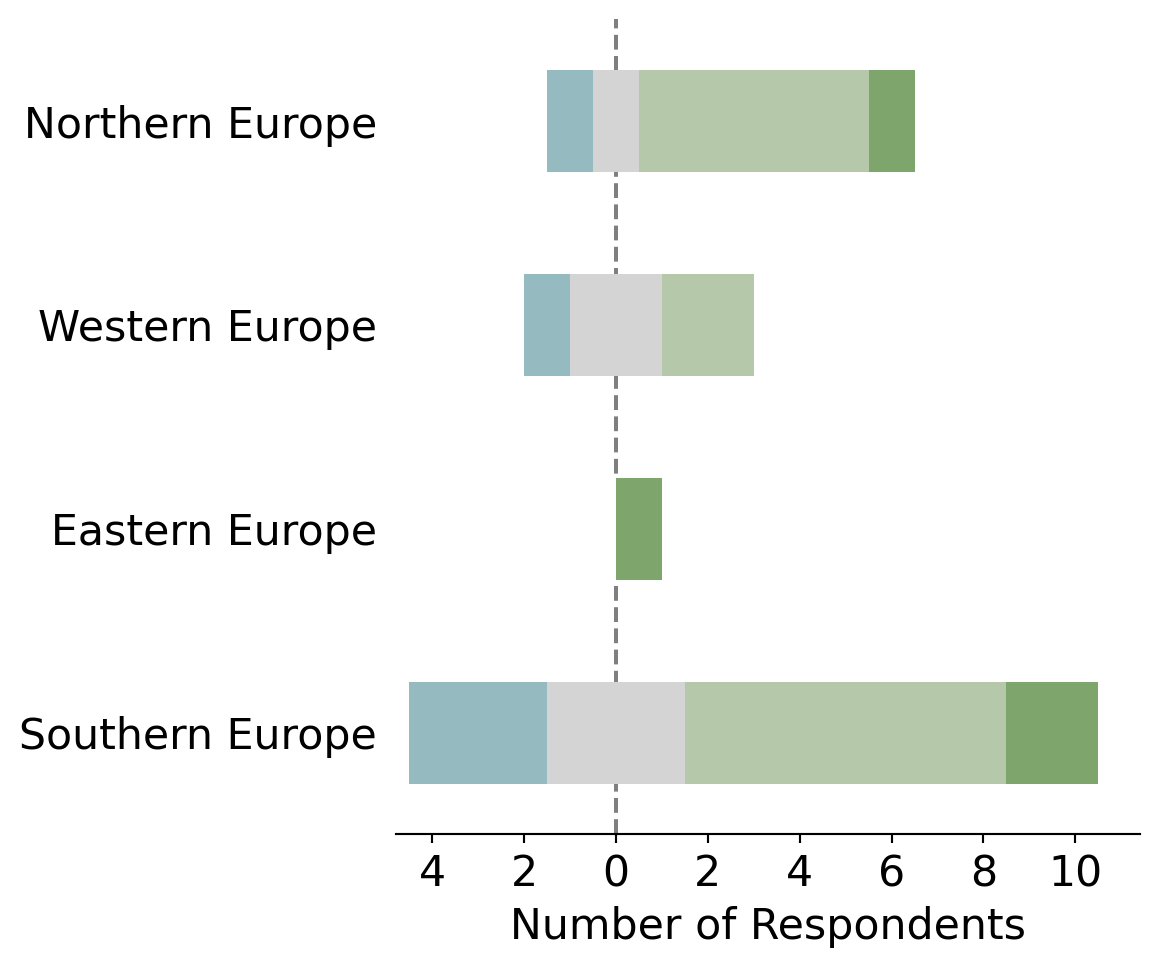 Northern Europe
Western Europe
Eastern Europe
Southern Europe
4 2 0 2 4 6 8 10
Number of Respondents